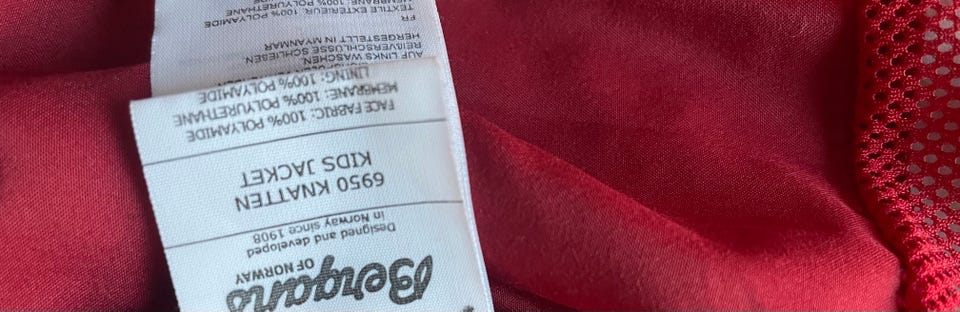 Bergans
OF NORWAY
Designed and developed
in Norway since 1908
6950 KNATTEN
KIDS JACKET
FACE FABRIC: 100% POLYAMIDE
MEMBRANE: 100% POLYURETHANE
LINING: 100% POLYAMIDE
AUF LINKS WASCHEN
REIßVERSCHLÜSSE SCHLIEßEN
HERGESTELLT IN MYANMAR
FR
TEXTILE EXTERIEUR: 100% POLYAMIDE
MEMBRANE: 100% POLYURETHANE